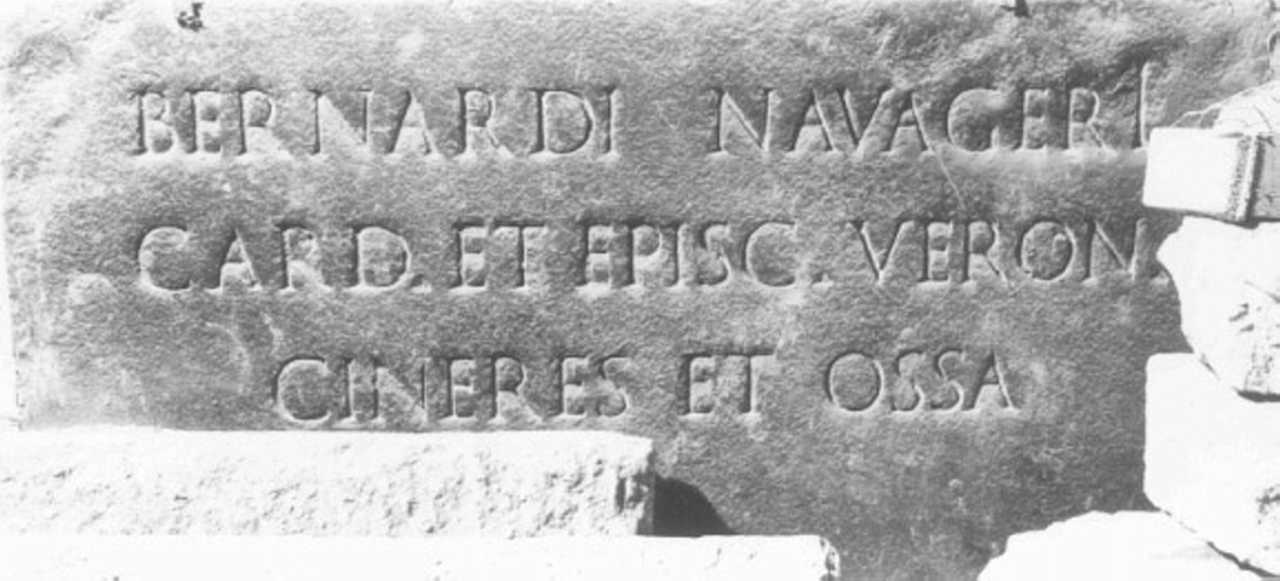 BERNARDI NAVAGERI
CARD. ET EPISC. VERON.
CINERES ET OSSA